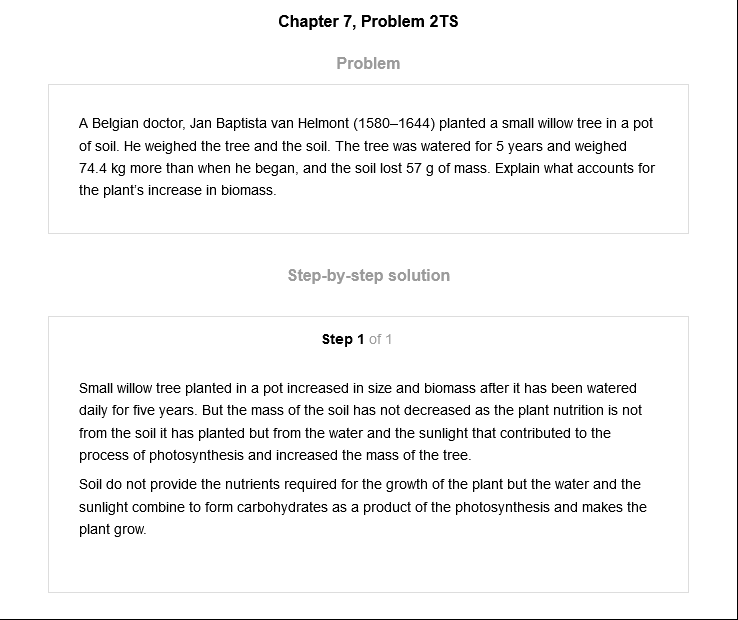 Chapter 7, Problem 2TS
Problem
A Belgian doctor, Jan Baptista van Helmont (1580–1644) planted a small willow tree in a pot
of soil. He weighed the tree and the soil. The tree was watered for 5 years and weighed
74.4 kg more than when he began, and the soil lost 57 g of mass. Explain what accounts for
the plant's increase in biomass.
Step-by-step solution
Step 1 of 1
Small willow tree planted in a pot increased in size and biomass after it has been watered
daily for five years. But the mass of the soil has not decreased as the plant nutrition is not
from the soil it has planted but from the water and the sunlight that contributed to the
process of photosynthesis and increased the mass of the tree.
Soil do not provide the nutrients required for the growth of the plant but the water and the
sunlight combine to form carbohydrates as a product of the photosynthesis and makes the
plant grow.